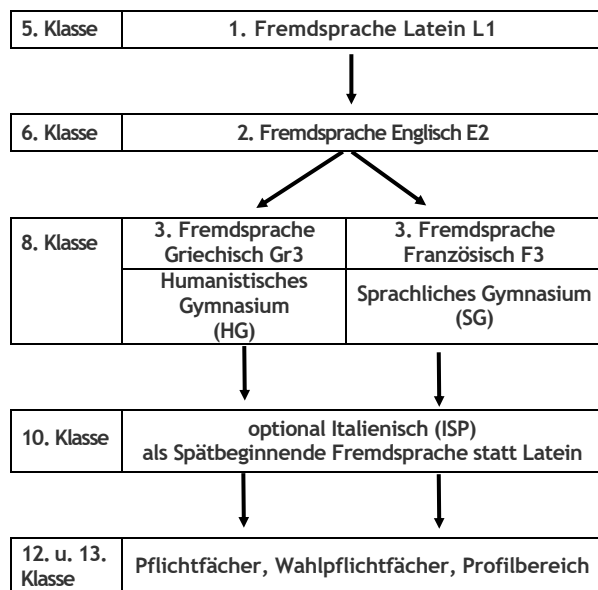 5. Klasse
1. Fremdsprache Latein L1
6. Klasse
2. Fremdsprache Englisch E2
8. Klasse
3. Fremdsprache
Griechisch Gr3
3. Fremdsprache
Französisch F3
Humanistisches
Gymnasium
(HG)
Sprachliches Gymnasium
(SG)
10. Klasse
optional Italienisch (ISP)
als Spätbeginnende Fremdsprache statt Latein
12. u. 13.
Klasse
Pflichtfächer, Wahlpflichtfächer, Profilbereich